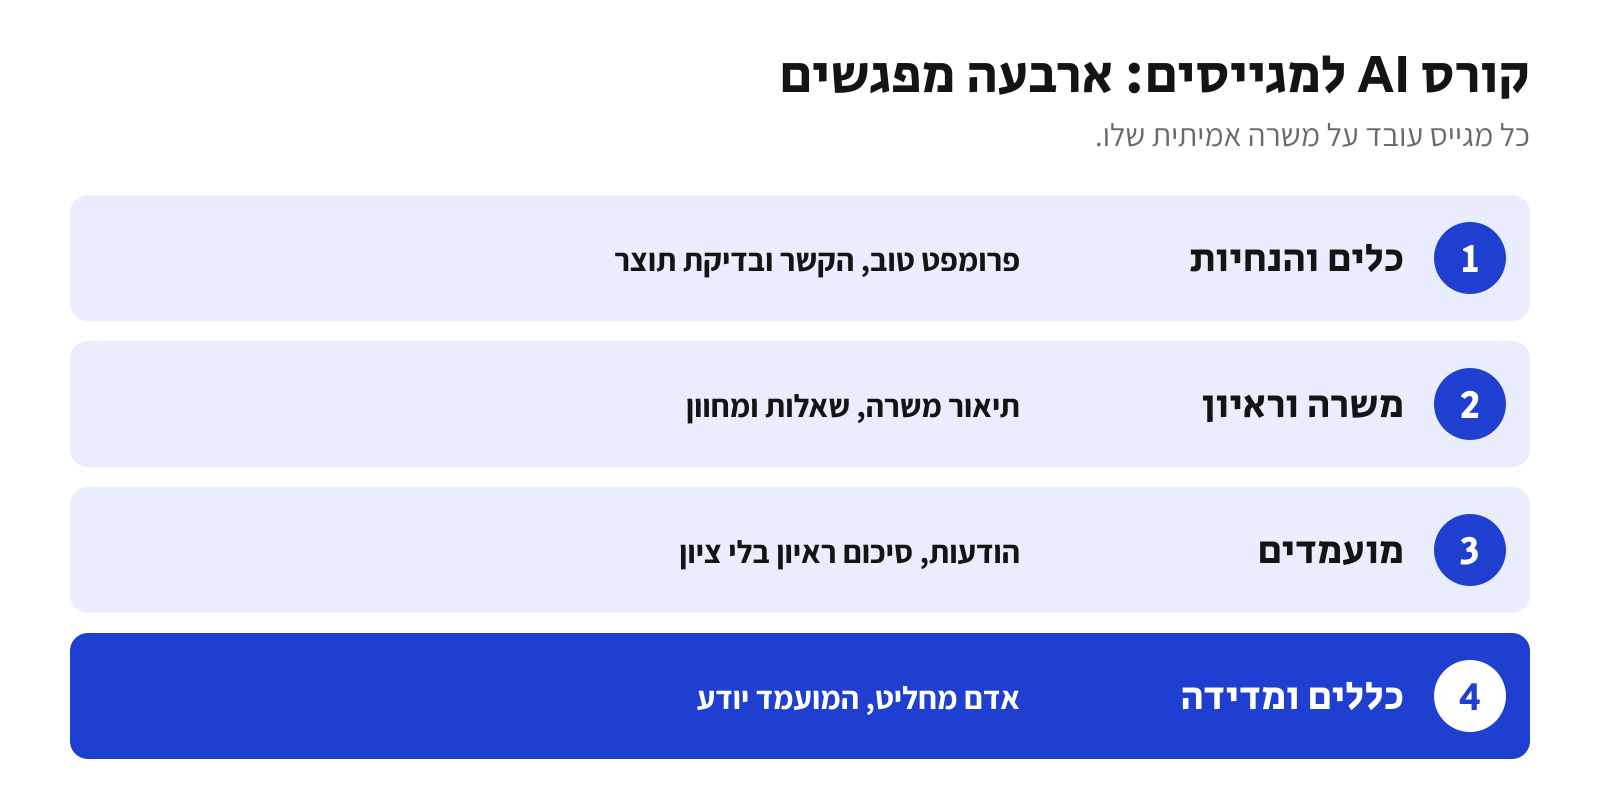 קורס AI למגייסים: ארבעה מפגשים
כל מגייס עובד על משרה אמיתית שלו.
1 כלים והנחיות פרומפט טוב, הקשר ובדיקת תוצר
2 משרה וראיון תיאור משרה, שאלות ומחוון
3 מועמדים הודעות, סיכום ראיון בלי ציון
4 כללים ומדידה אדם מחליט, המועמד יודע